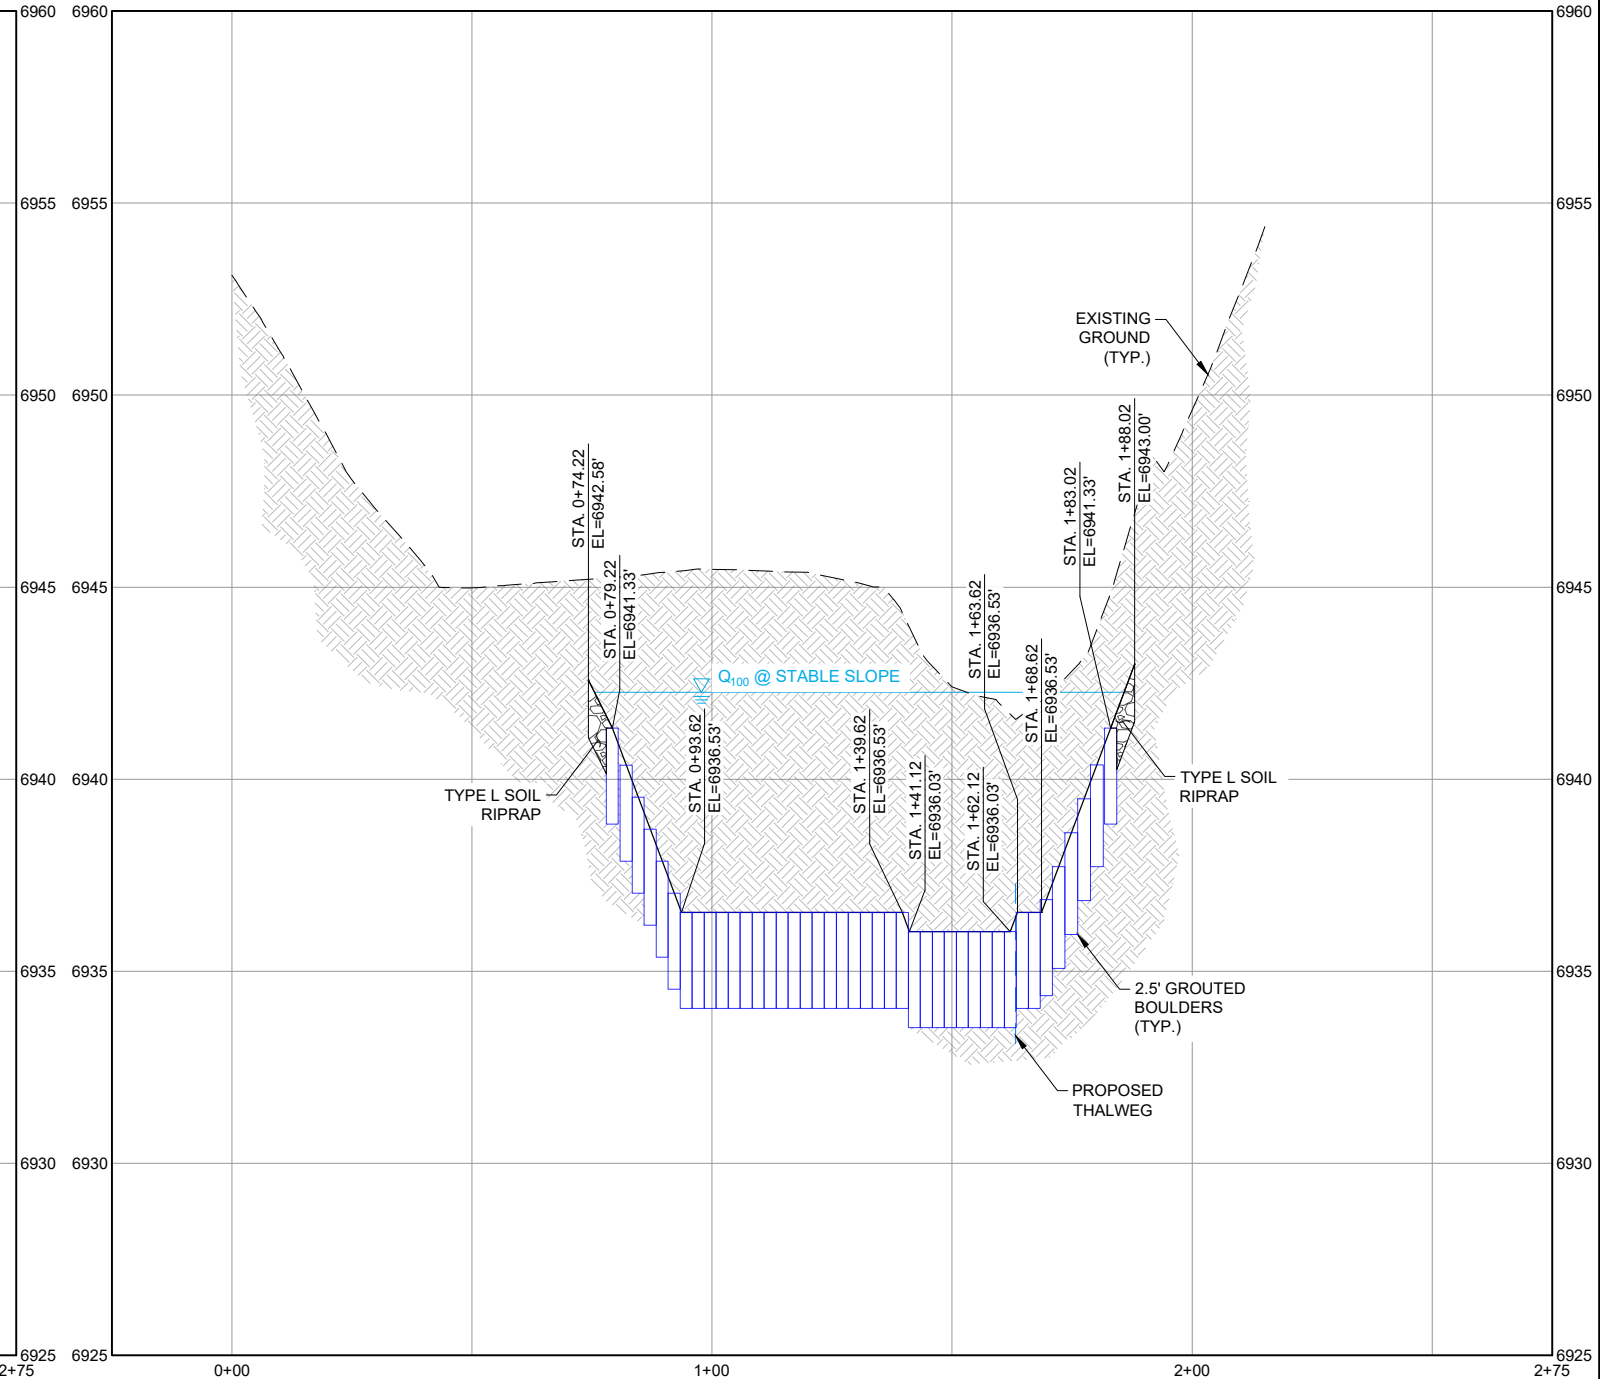 6960 6960 6960
6955 6955 6955
EXISTING
GROUND
(TYP.)
6950 6950 6950
STA. 0+74.22
EL=6942.58'
STA. 0+79.22
EL=6941.33'
STA. 1+63.62
EL=6936.53'
STA. 1+68.62
EL=6936.53'
STA. 1+83.02
EL=6941.33'
STA. 1+88.02
EL=6943.00'
6945 6945 6945
Q100 @ STABLE SLOPE
STA. 0+93.62
EL=6936.53'
STA. 1+39.62
EL=6936.53'
STA. 1+41.12
EL=6936.03'
STA. 1+62.12
EL=6936.03'
6940 6940 6940
TYPE L SOIL
RIPRAP
TYPE L SOIL
RIPRAP
6935 6935 6935
2.5' GROUTED
BOULDERS
(TYP.)
PROPOSED
THALWEG
6930 6930 6930
6925 6925 6925
2+75 0+00 1+00 2+00 2+75